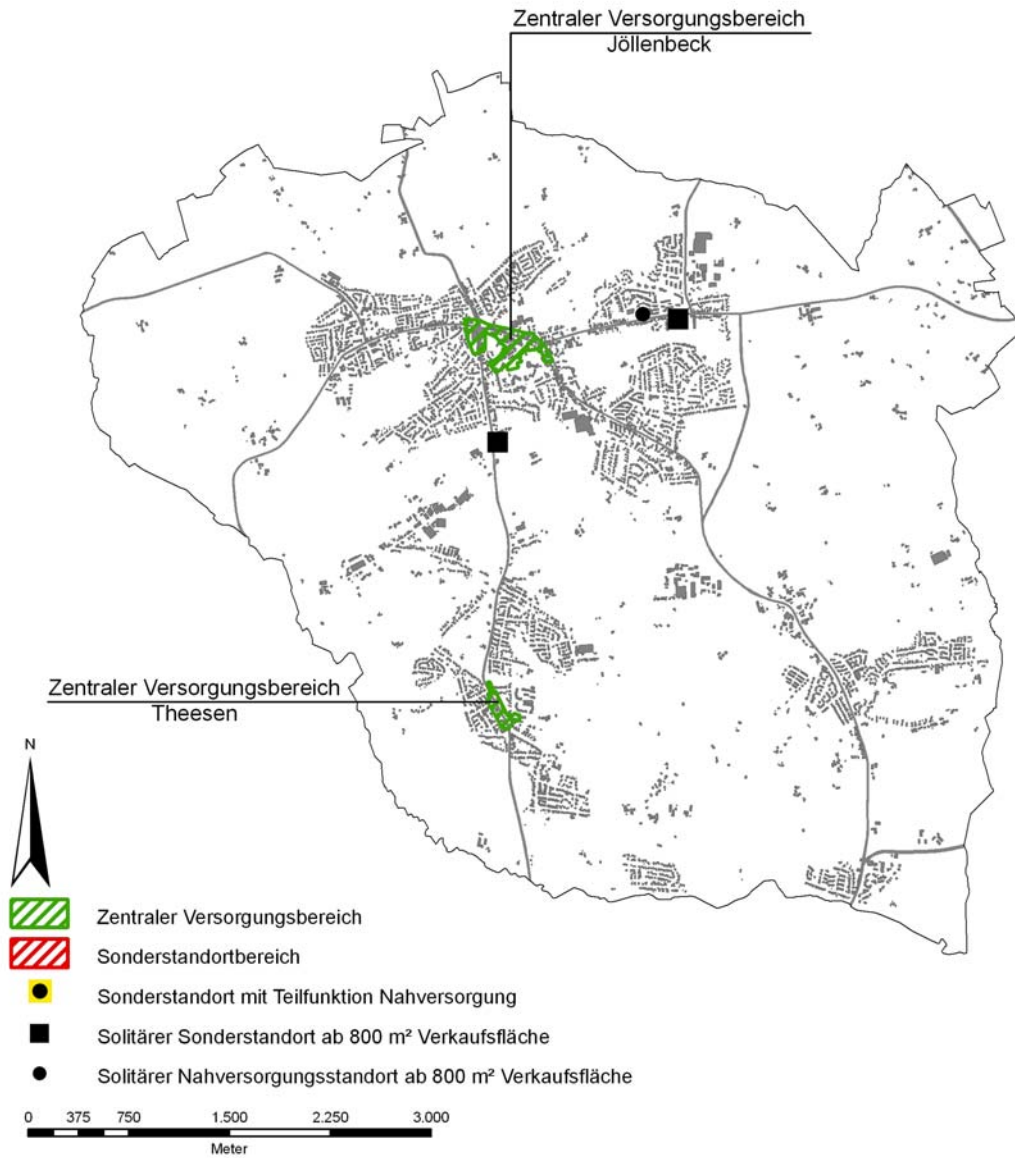 Zentraler Versorgungsbereich
Jöllenbeck
Zentraler Versorgungsbereich
Theesen
N
Zentraler Versorgungsbereich
Sonderstandortbereich
Sonderstandort mit Teilfunktion Nahversorgung
Solitärer Sonderstandort ab 800 m² Verkaufsfläche
Solitärer Nahversorgungsstandort ab 800 m² Verkaufsfläche
0 375 750 1.500 2.250 3.000
Meter